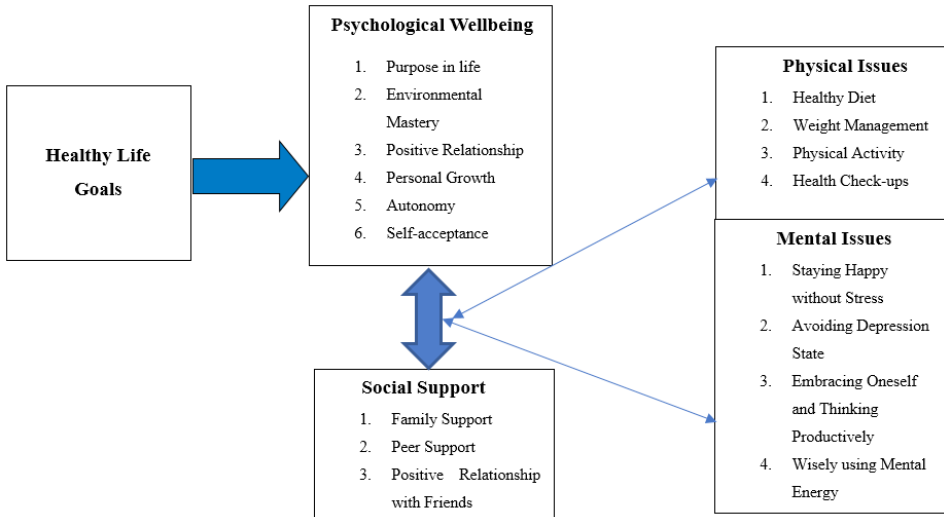 Healthy Life
Goals
Psychological Wellbeing
1. Purpose in life
2. Environmental
Mastery
3. Positive Relationship
4. Personal Growth
5. Autonomy
6. Self-acceptance
Social Support
1. Family Support
2. Peer Support
3. Positive Relationship
with Friends
Physical Issues
1. Healthy Diet
2. Weight Management
3. Physical Activity
4. Health Check-ups
Mental Issues
1. Staying Happy
without Stress
2. Avoiding Depression
State
3. Embracing Oneself
and Thinking
Productively
4. Wisely using Mental
Energy